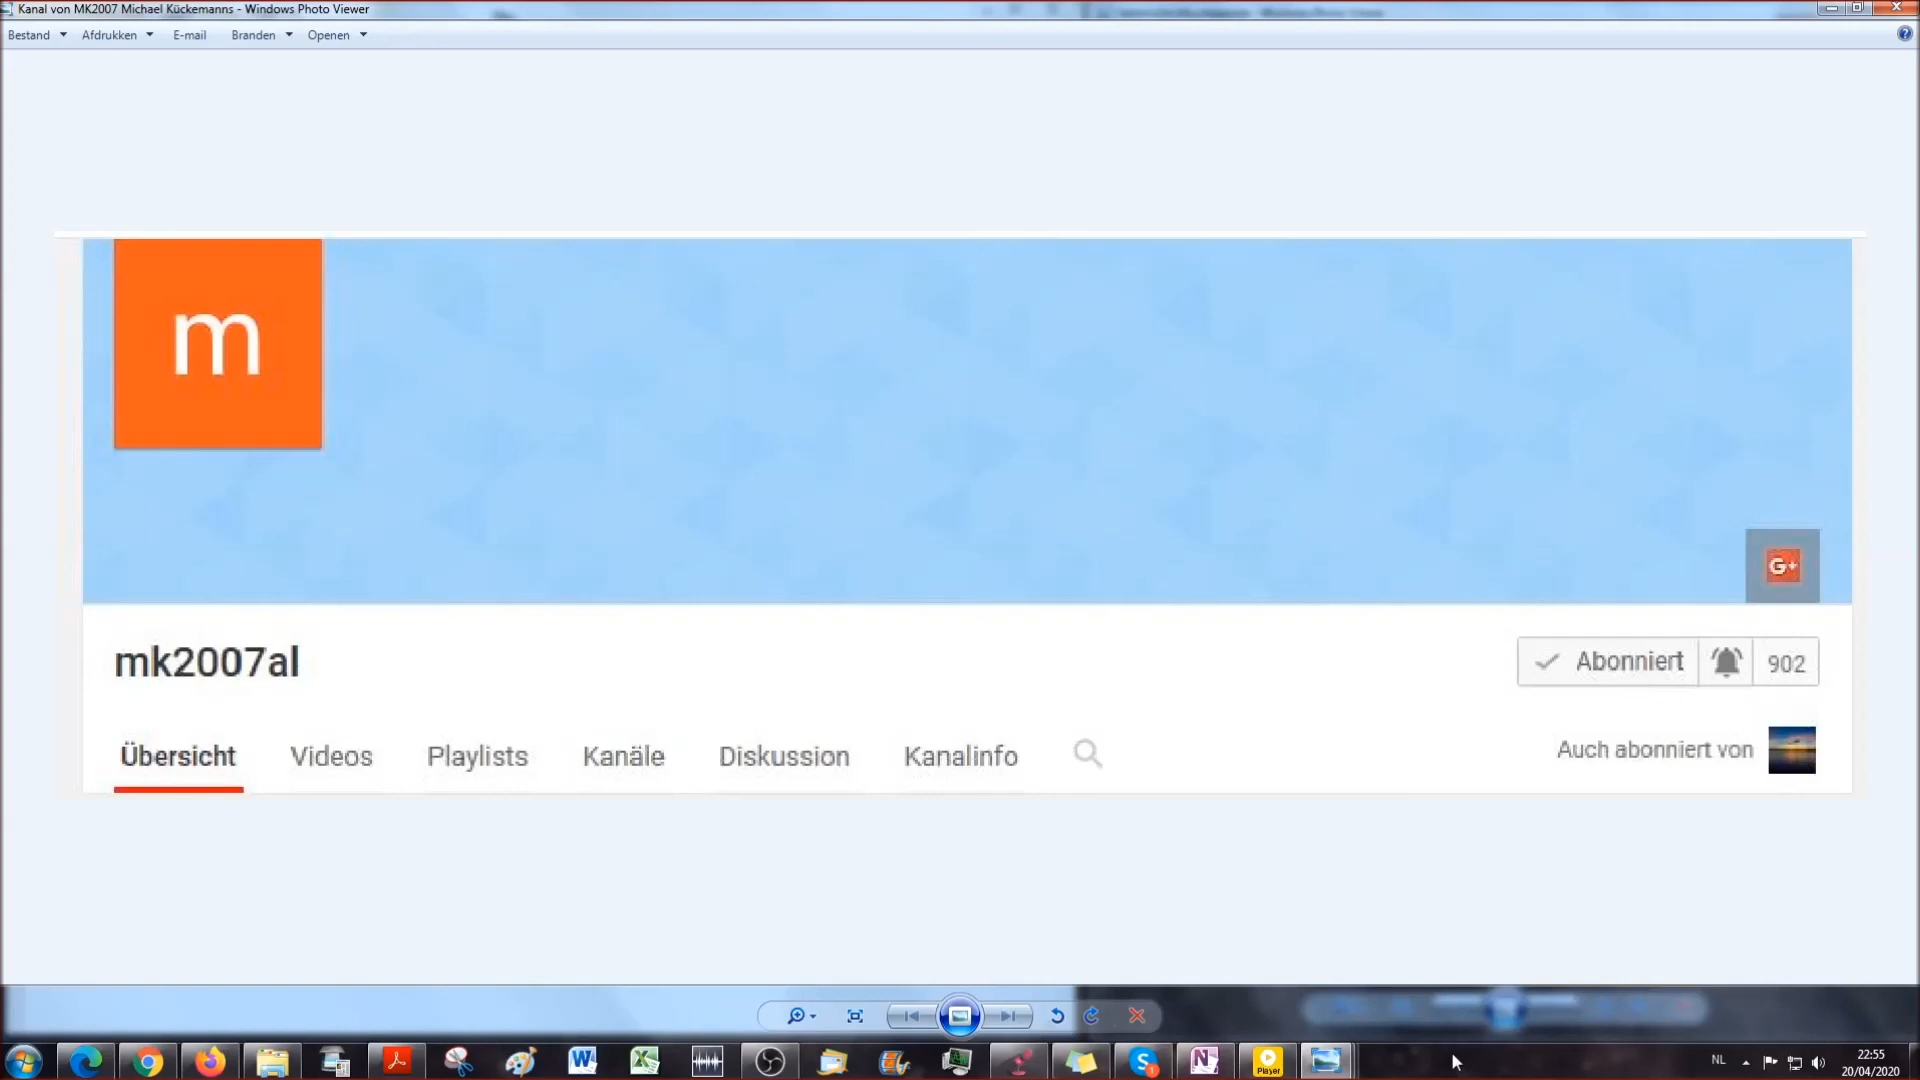 Kanal von MK2007 Michael Kückemanns - Windows Photo Viewer
Bestand Afdrukken E-mail Branden Openen
m
G+
mk2007al
Abonniert 902
Übersicht Videos Playlists Kanäle Diskussion Kanalinfo
Auch abonniert von
NL
22:55
20/04/2020
Player